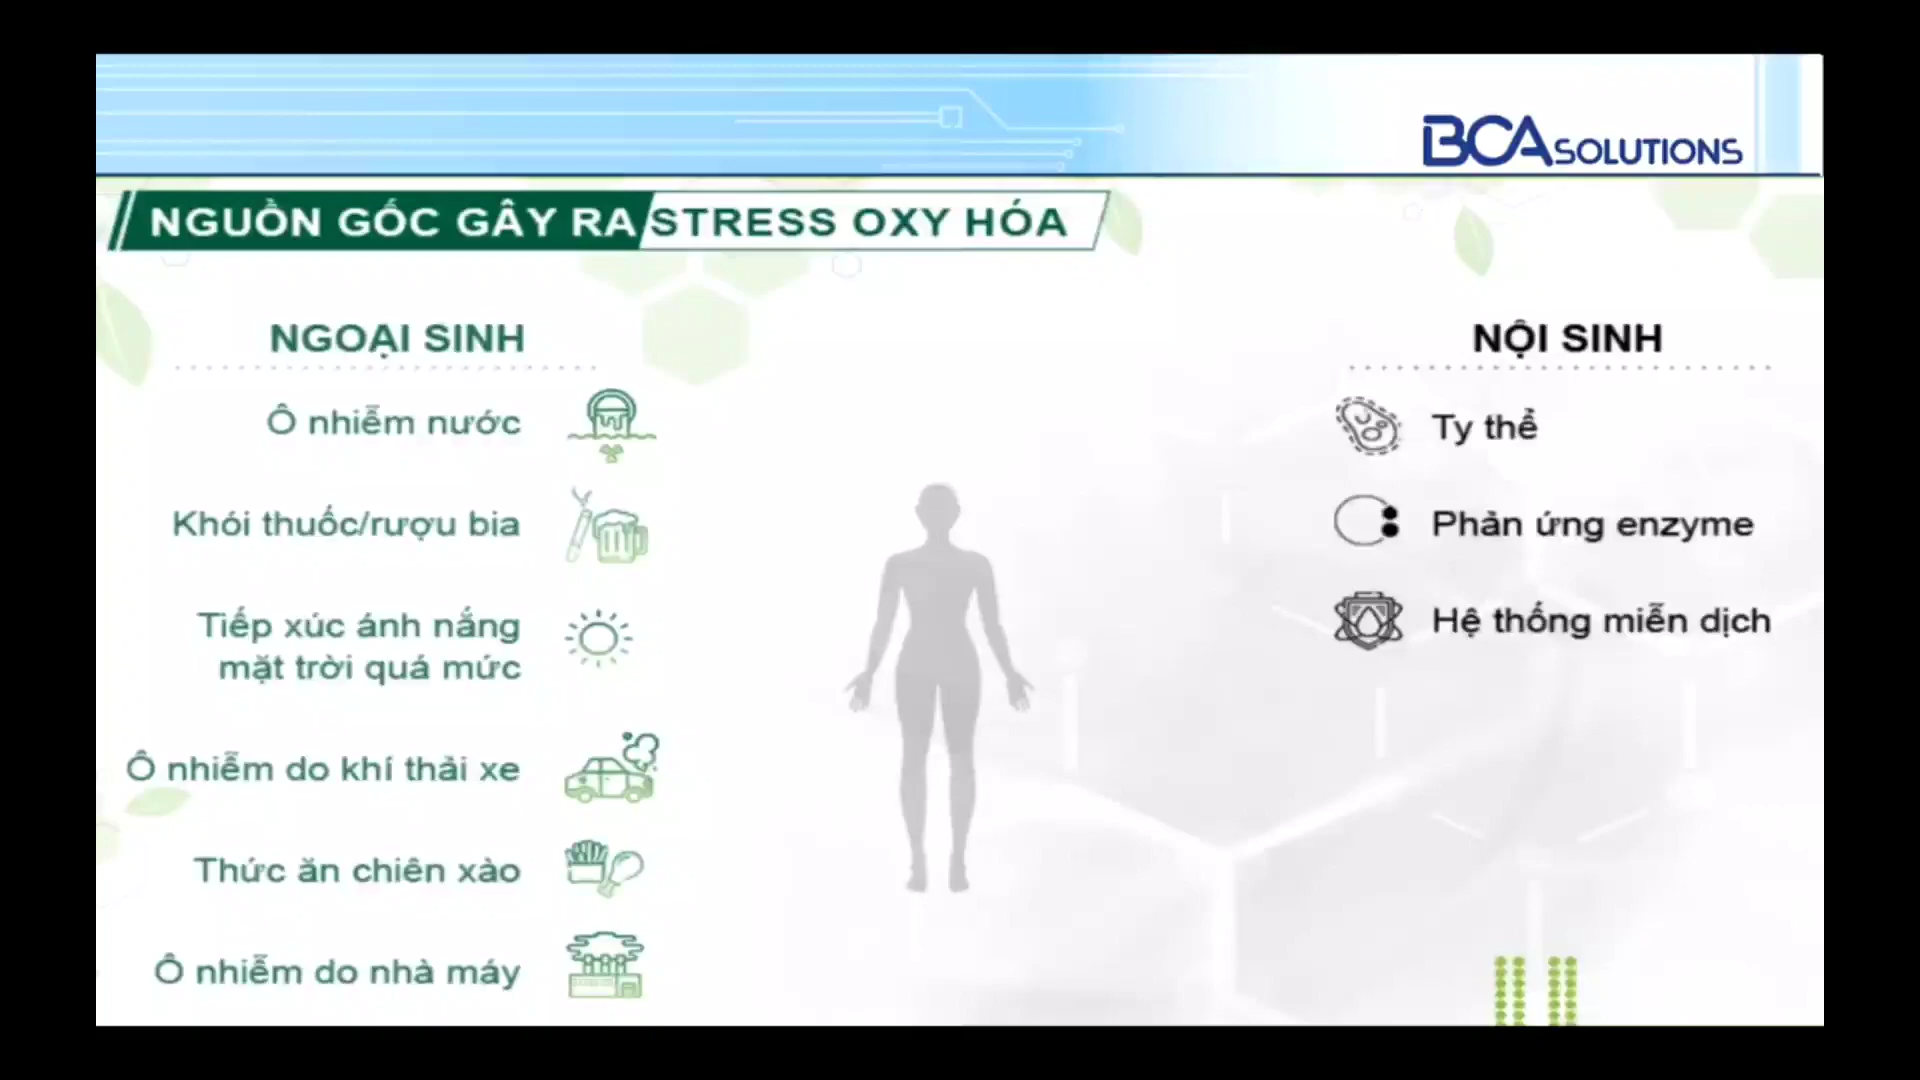 BCA SOLUTIONS
NGUỒN GỐC GÂY RA STRESS OXY HÓA
NGOẠI SINH
Ô nhiễm nước
Khói thuốc/rượu bia
Tiếp xúc ánh nắng
mặt trời quá mức
Ô nhiễm do khí thải xe
Thức ăn chiên xào
Ô nhiễm do nhà máy
NỘI SINH
Ty thể
Phản ứng enzyme
Hệ thống miễn dịch